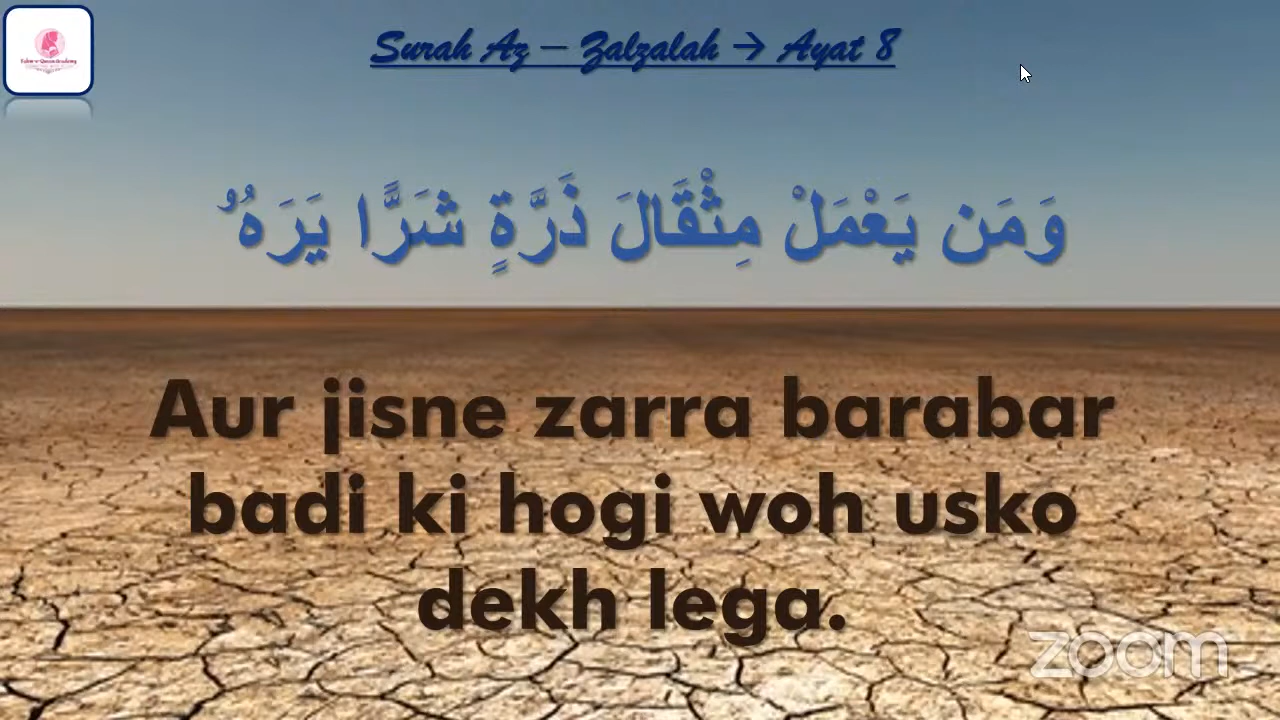 Surah Az – Zalzalah → Ayat 8
وَمَن يَعْمَلْ مِثْقَالَ ذَرَّةٍ شَرًّا يَرَهُ ۥ
Aur jisne zarra barabar
badi ki hogi woh usko
dekh lega.
zoom